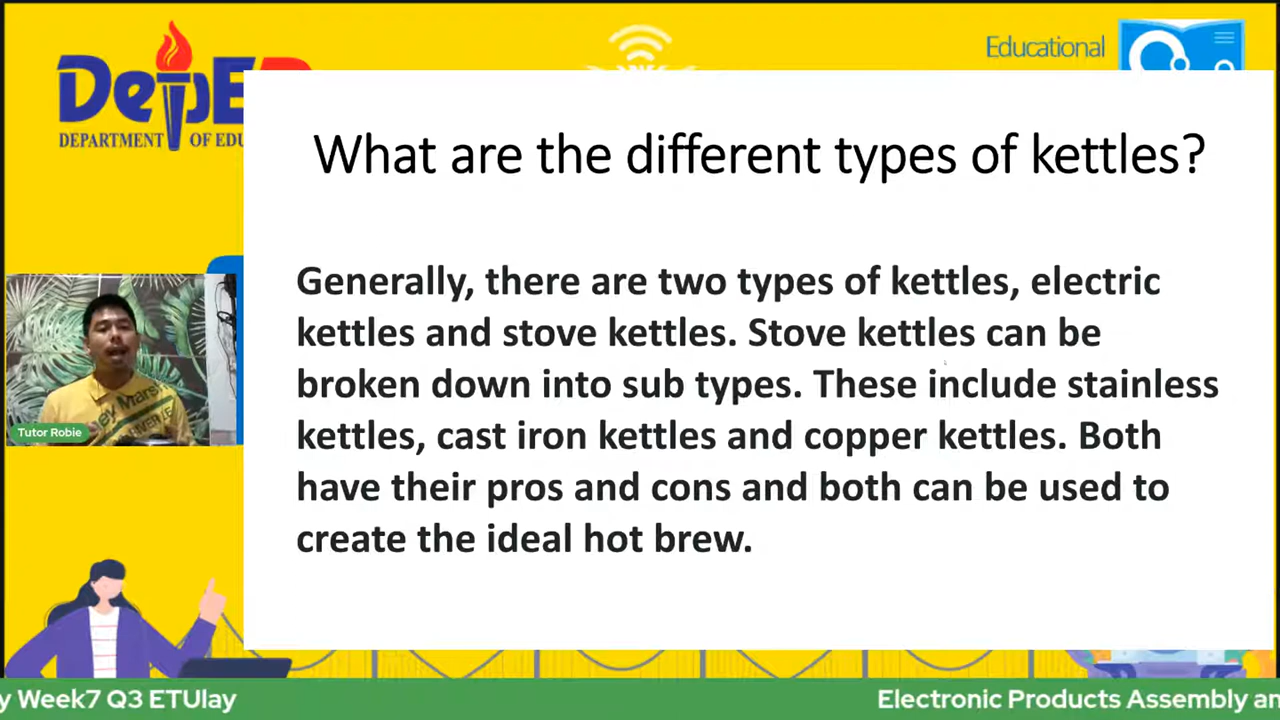 Educational
DepED
DEPARTMENT OF EDU
What are the different types of kettles?
Generally, there are two types of kettles, electric
kettles and stove kettles. Stove kettles can be
broken down into sub types. These include stainless
kettles, cast iron kettles and copper kettles. Both
have their pros and cons and both can be used to
create the ideal hot brew.
Tutor Robie
y Week7 Q3 ETUlay
Electronic Products Assembly an